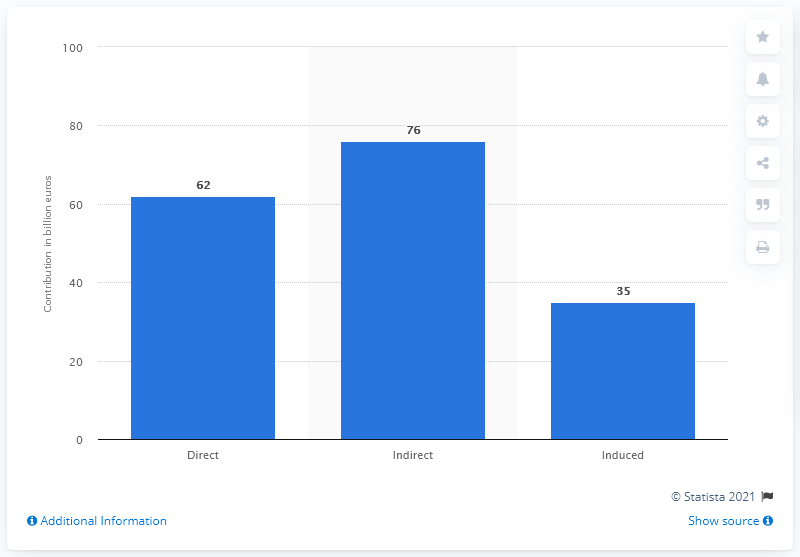 100
80
60
40
20
0
Contribution in billion euros
62
76
35
Direct
Indirect
Induced
© Statista 2021
Additional Information
Show source